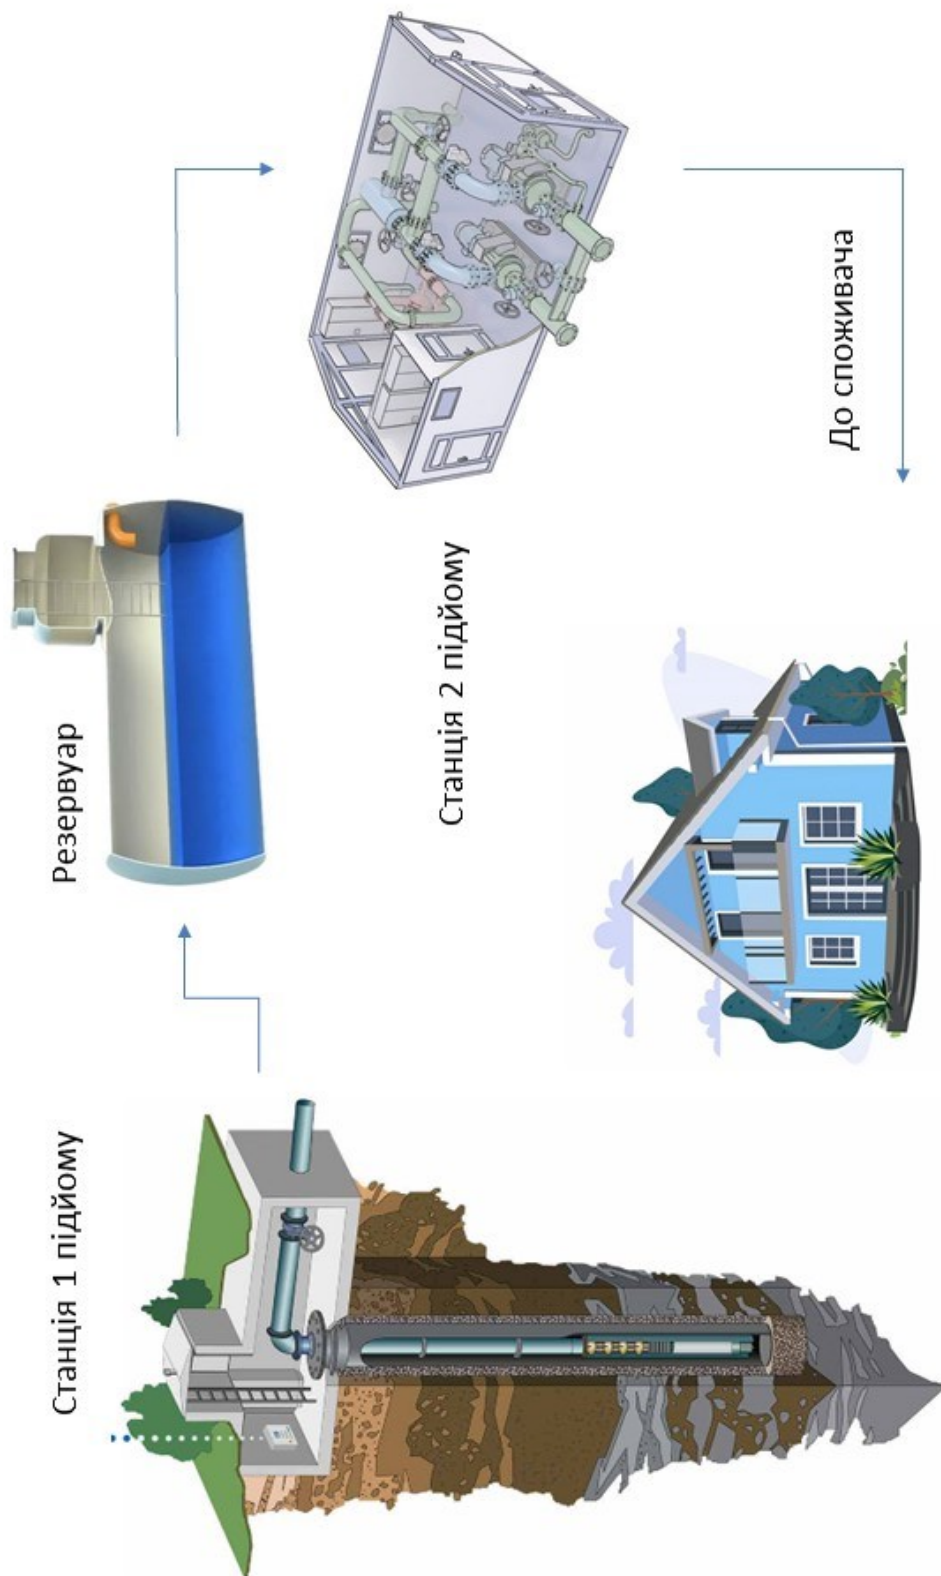 Станція 1 підйому
Резервуар
Станція 2 підйому
До споживача